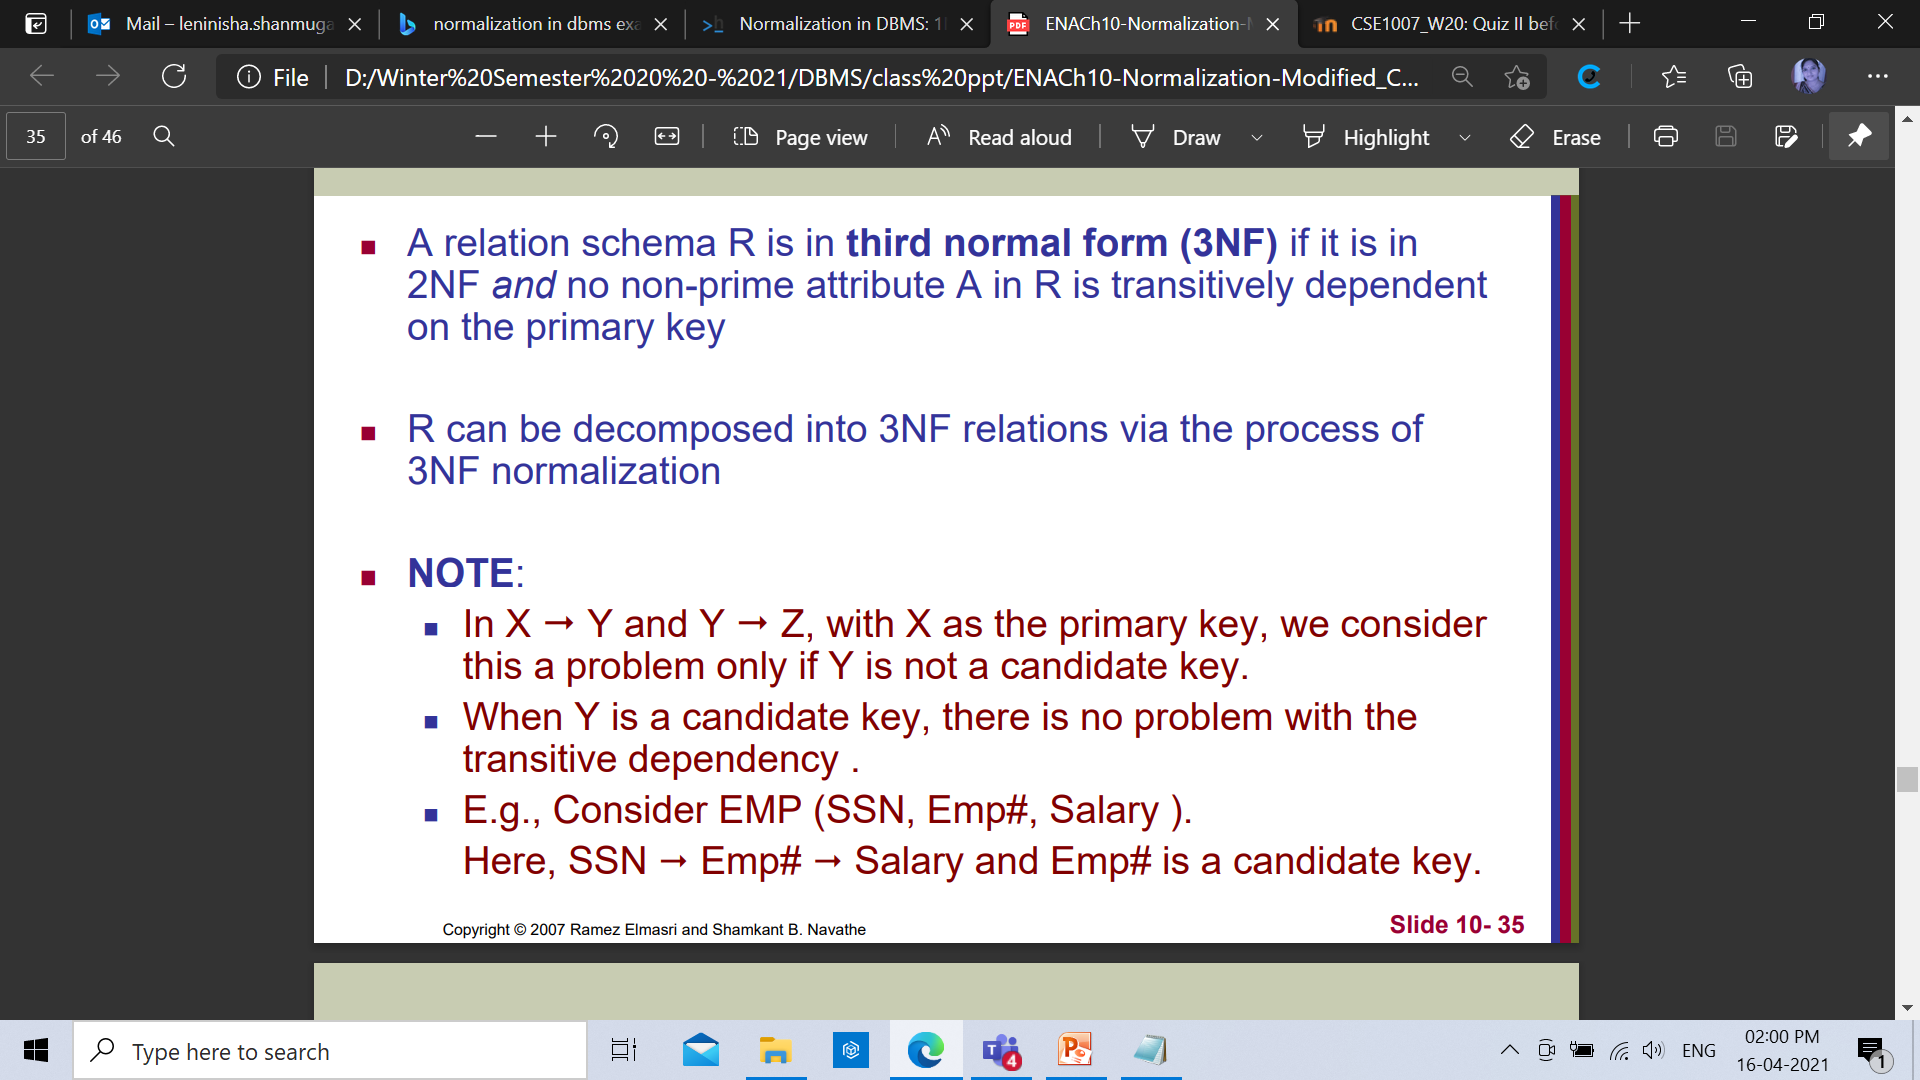 Mail – leninisha.shanmuga
normalization in dbms exa
Normalization in DBMS: 1
PDF
ENACh10-Normalization-
CSE1007_W20: Quiz II bef
File
D:/Winter%20Semester%2020%20-%2021/DBMS/class%20ppt/ENACh10-Normalization-Modified_C...
35 of 46
Page view
Read aloud
Draw
Highlight
Erase
A relation schema R is in third normal form (3NF) if it is in
2NF and no non-prime attribute A in R is transitively dependent
on the primary key
R can be decomposed into 3NF relations via the process of
3NF normalization
NOTE:
In X → Y and Y → Z, with X as the primary key, we consider
this a problem only if Y is not a candidate key.
When Y is a candidate key, there is no problem with the
transitive dependency .
E.g., Consider EMP (SSN, Emp#, Salary ).
Here, SSN → Emp# → Salary and Emp# is a candidate key.
Copyright © 2007 Ramez Elmasri and Shamkant B. Navathe
Slide 10- 35
Type here to search
4
ENG
02:00 PM
16-04-2021
1